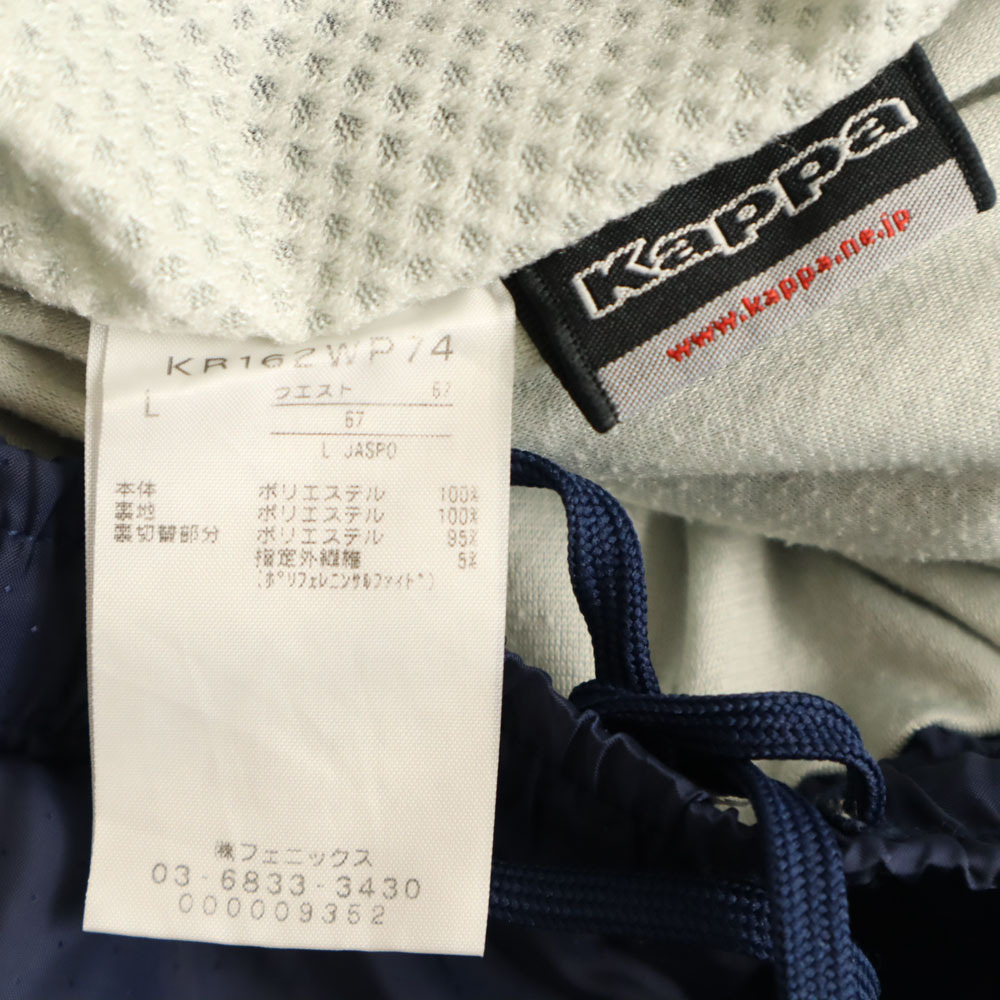 Kappa
www.kappa.ne.jp
KR162WP74
L ウエスト 67
67
L JASPO
本体 ポリエステル 100%
裏地 ポリエステル 100%
裏切替部分 ポリエステル 95%
指定外繊維 5%
(ポリフェレニンサルファイド)
㈱フェニックス
03-6833-3430
000009352